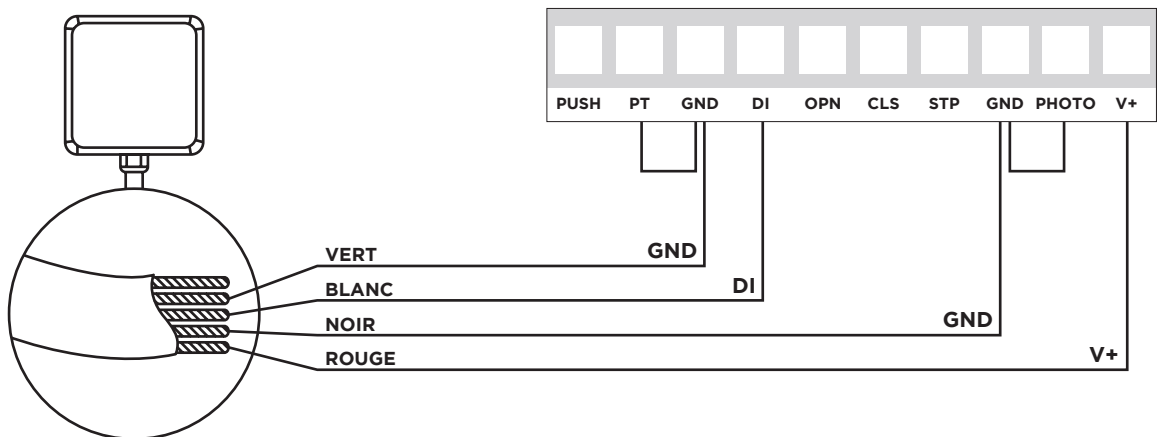 PUSH PT GND DI OPN CLS STP GND PHOTO V+
VERT
GND
BLANC
DI
NOIR
GND
ROUGE
V+